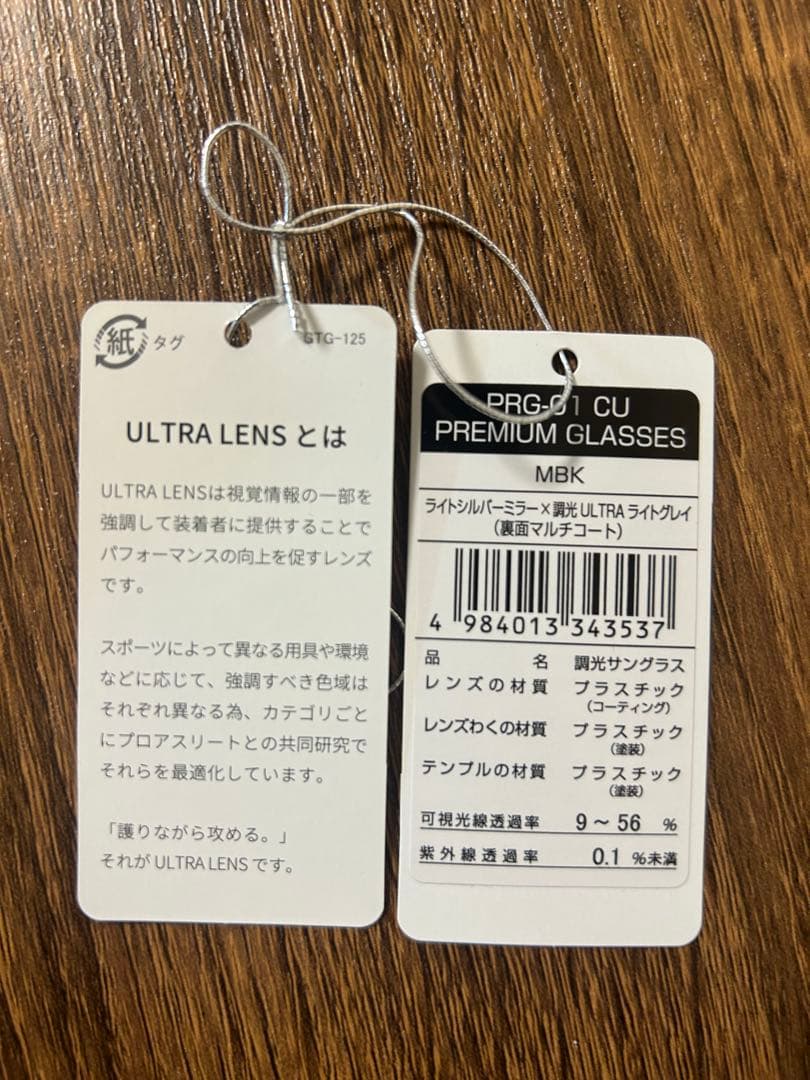 紙 タグ
STG-125
ULTRA LENS とは
ULTRA LENSは視覚情報の一部を
強調して装着者に提供することで
パフォーマンスの向上を促すレンズ
です。
スポーツによって異なる用具や環境
などに応じて、強調すべき色域は
それぞれ異なる為、カテゴリごと
にプロアスリートとの共同研究で
それらを最適化しています。
「護りながら攻める。」
それが ULTRA LENS です。
PRG-01 CU
PREMIUM GLASSES
MBK
ライトシルバーミラー×調光 ULTRA ライトグレイ
(裏面マルチコート)
4 984013 343537
品名 調光サングラス
レンズの材質 プラスチック
(コーティング)
レンズわくの材質 プラスチック
(塗装)
テンプルの材質 プラスチック
(塗装)
可視光線透過率 9～56 %
紫外線透過率 0.1 %未満